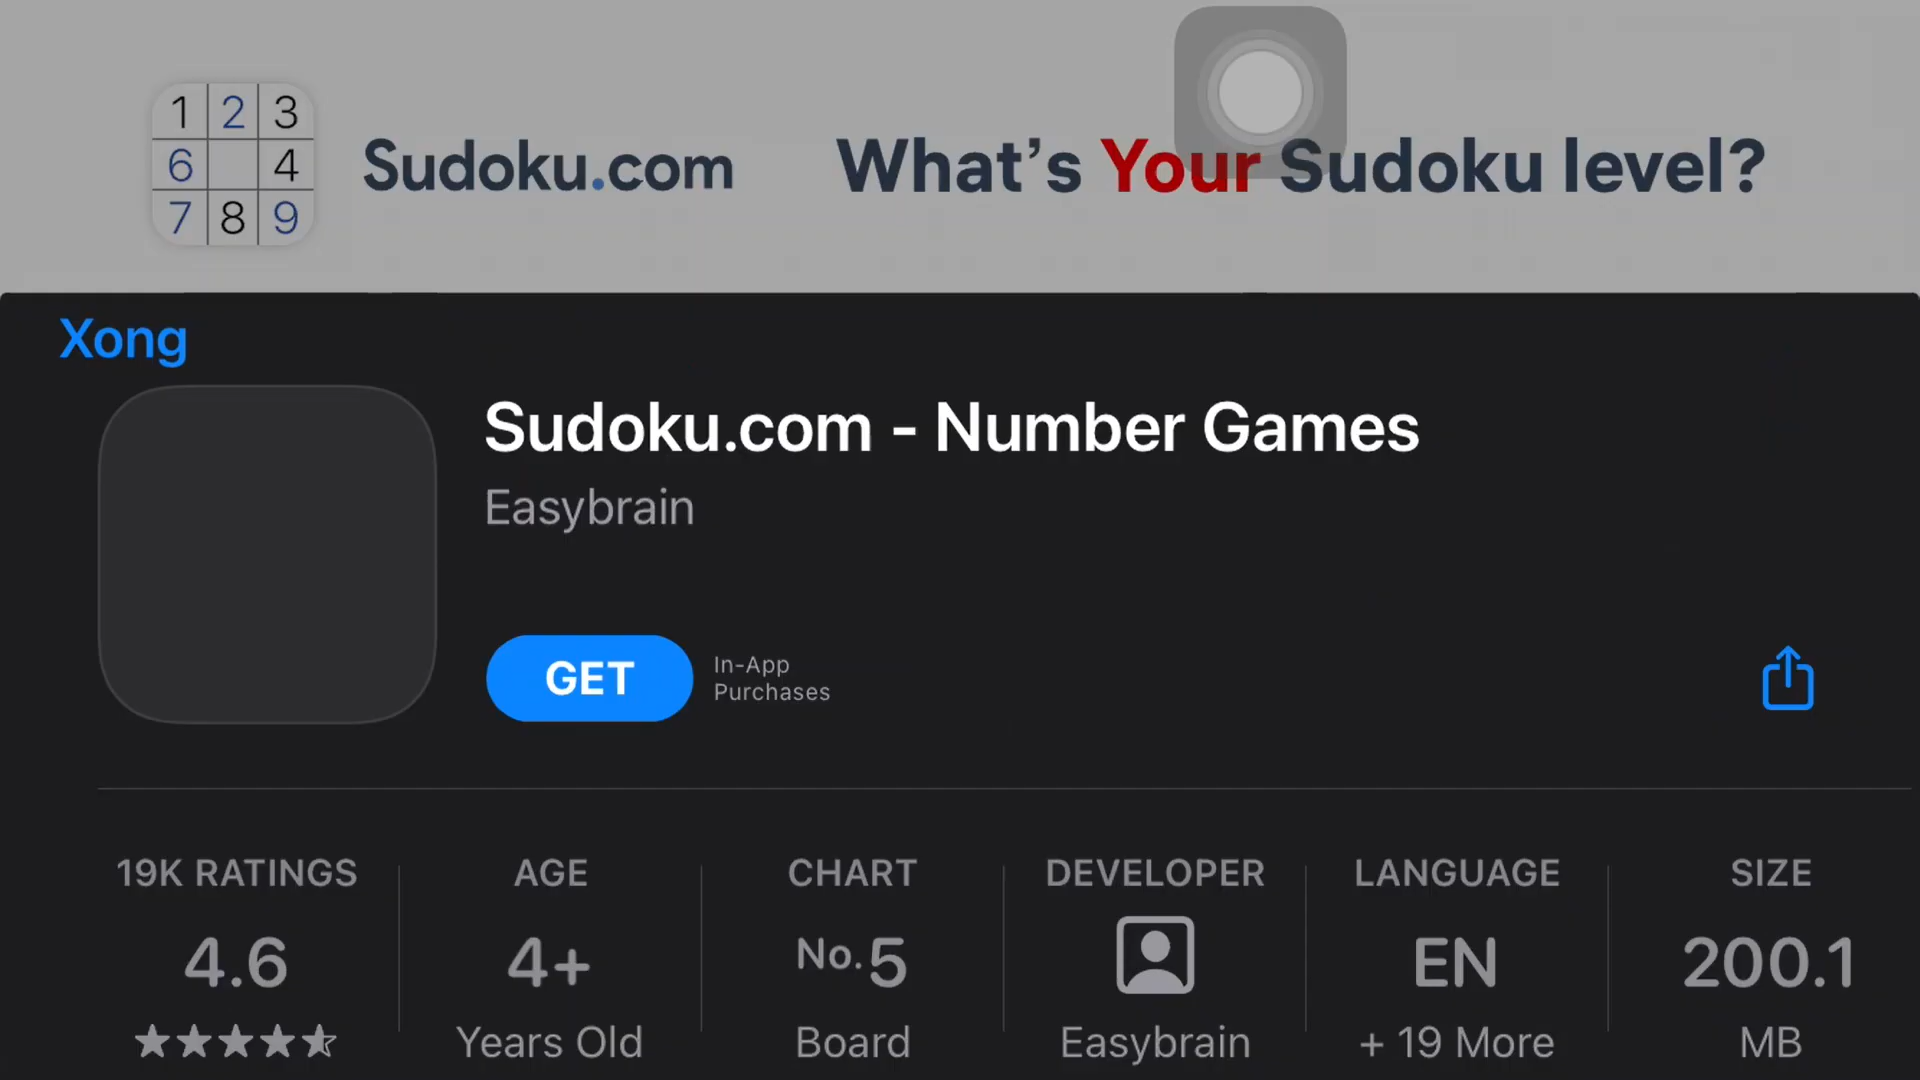 1 2 3
6 4
7 8 9
Sudoku.com
What's Your Sudoku level?
Xong
Sudoku.com - Number Games
Easybrain
GET
In-App
Purchases
19K RATINGS
4.6
AGE
4+
Years Old
CHART
No.5
Board
DEVELOPER
Easybrain
LANGUAGE
EN
+ 19 More
SIZE
200.1
MB